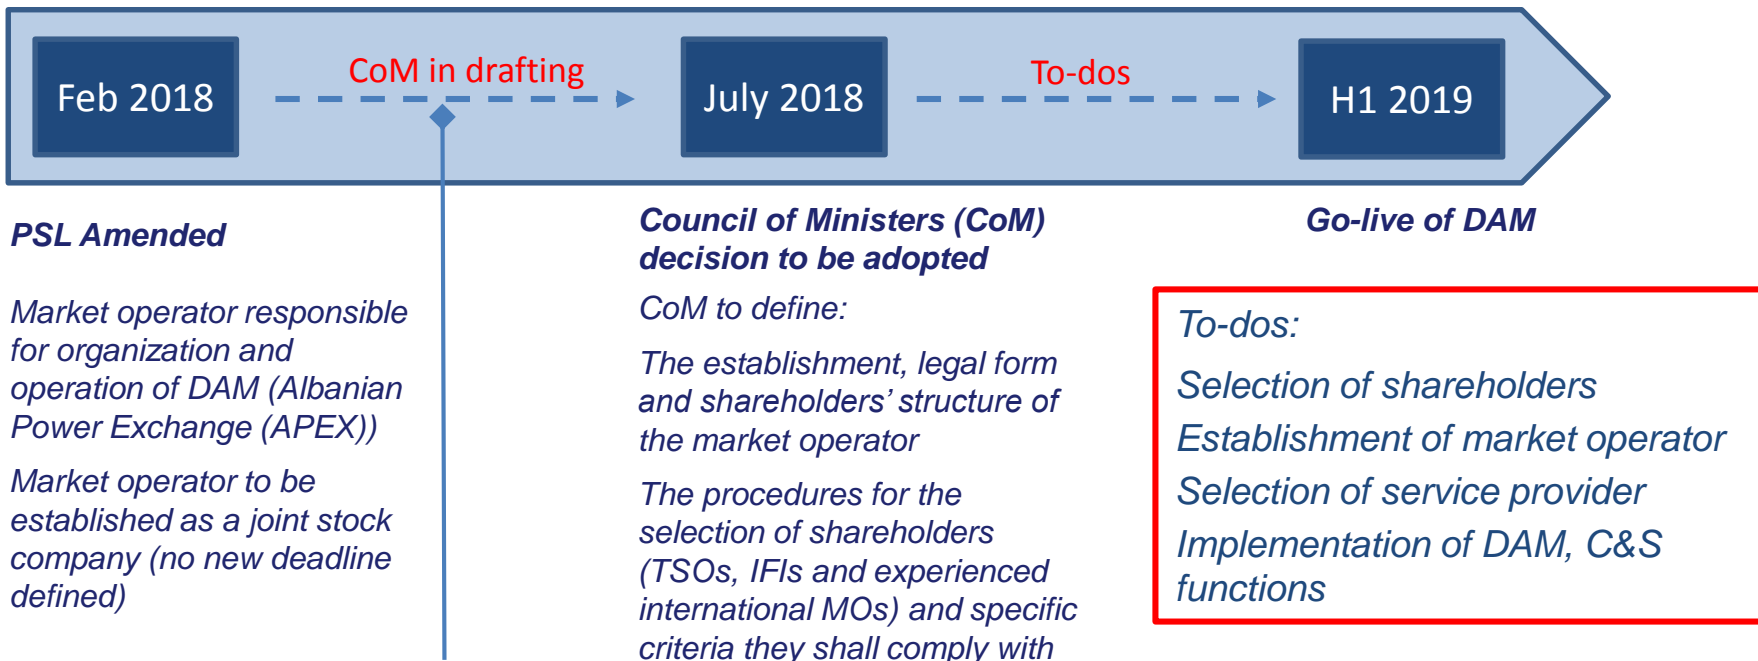 Feb 2018
CoM in drafting
July 2018
To-dos
H1 2019
PSL Amended
Market operator responsible
for organization and
operation of DAM (Albanian
Power Exchange (APEX))
Market operator to be
established as a joint stock
company (no new deadline
defined)
Council of Ministers (CoM)
decision to be adopted
CoM to define:
The establishment, legal form
and shareholders’ structure of
the market operator
The procedures for the
selection of shareholders
(TSOs, IFIs and experienced
international MOs) and specific
criteria they shall comply with
Go-live of DAM
To-dos:
Selection of shareholders
Establishment of market operator
Selection of service provider
Implementation of DAM, C&S
functions